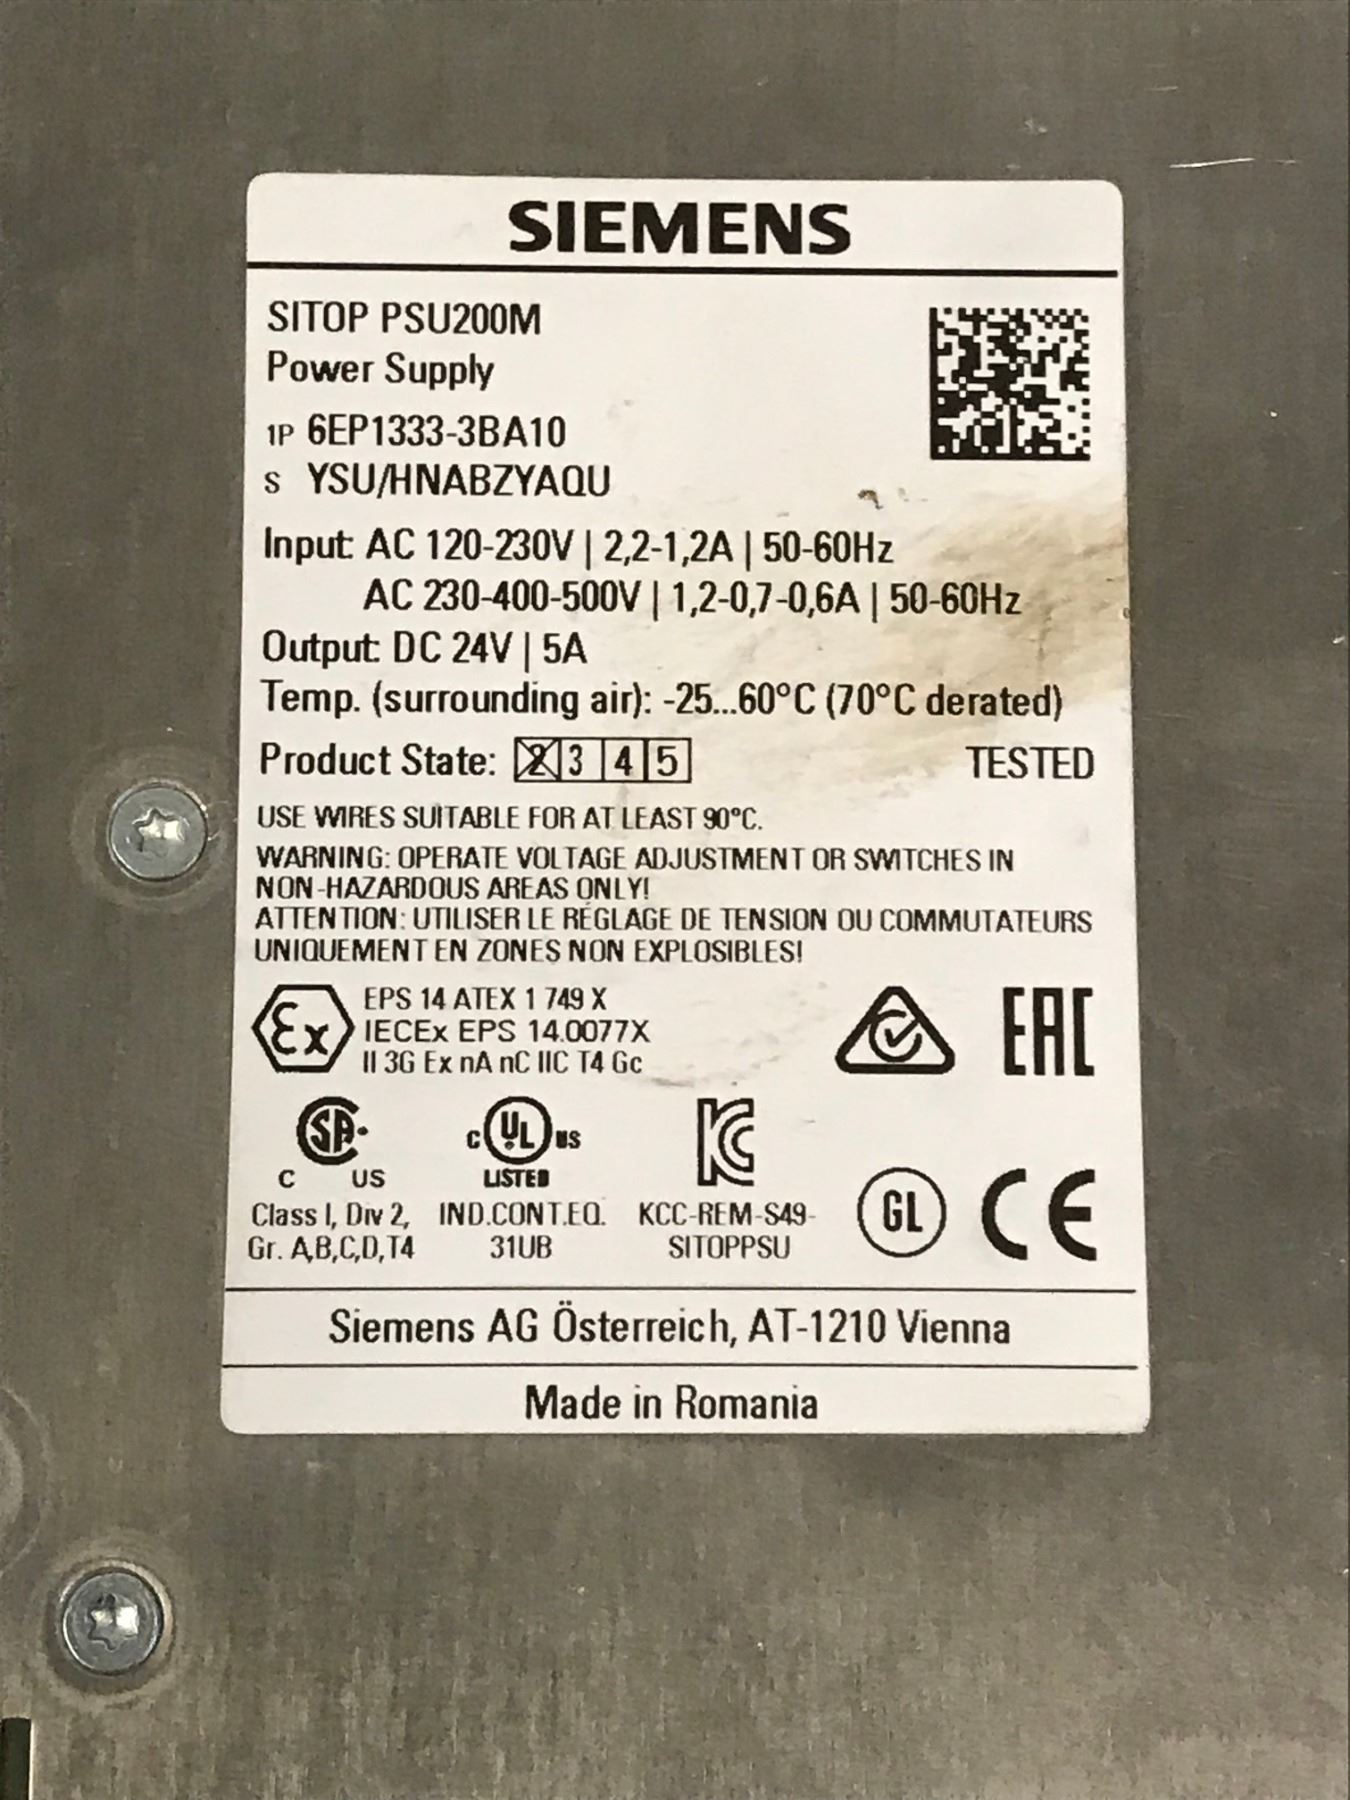 SIEMENS
SITOP PSU200M
Power Supply
1P 6EP1333-3BA10
S YSU/HNABZYAQU
Input: AC 120-230V | 2,2-1,2A | 50-60Hz
AC 230-400-500V | 1,2-0,7-0,6A | 50-60Hz
Output: DC 24V | 5A
Temp. (surrounding air): -25...60°C (70°C derated)
Product State: 2 3 4 5 TESTED
USE WIRES SUITABLE FOR AT LEAST 90°C.
WARNING: OPERATE VOLTAGE ADJUSTMENT OR SWITCHES IN
NON-HAZARDOUS AREAS ONLY!
ATTENTION: UTILISER LE RÉGLAGE DE TENSION OU COMMUTATEURS
UNIQUEMENT EN ZONES NON EXPLOSIBLES!
Ex EPS 14 ATEX 1 749 X
IECEx EPS 14.0077X
II 3G Ex nA nC IIC T4 Gc
EAC
SA C US
Class I, Div 2,
Gr. A,B,C,D,T4
C UL US
LISTED
IND.CONT.EQ.
31UB
KC
KCC-REM-S49-
SITOPPSU
GL CE
Siemens AG Österreich, AT-1210 Vienna
Made in Romania